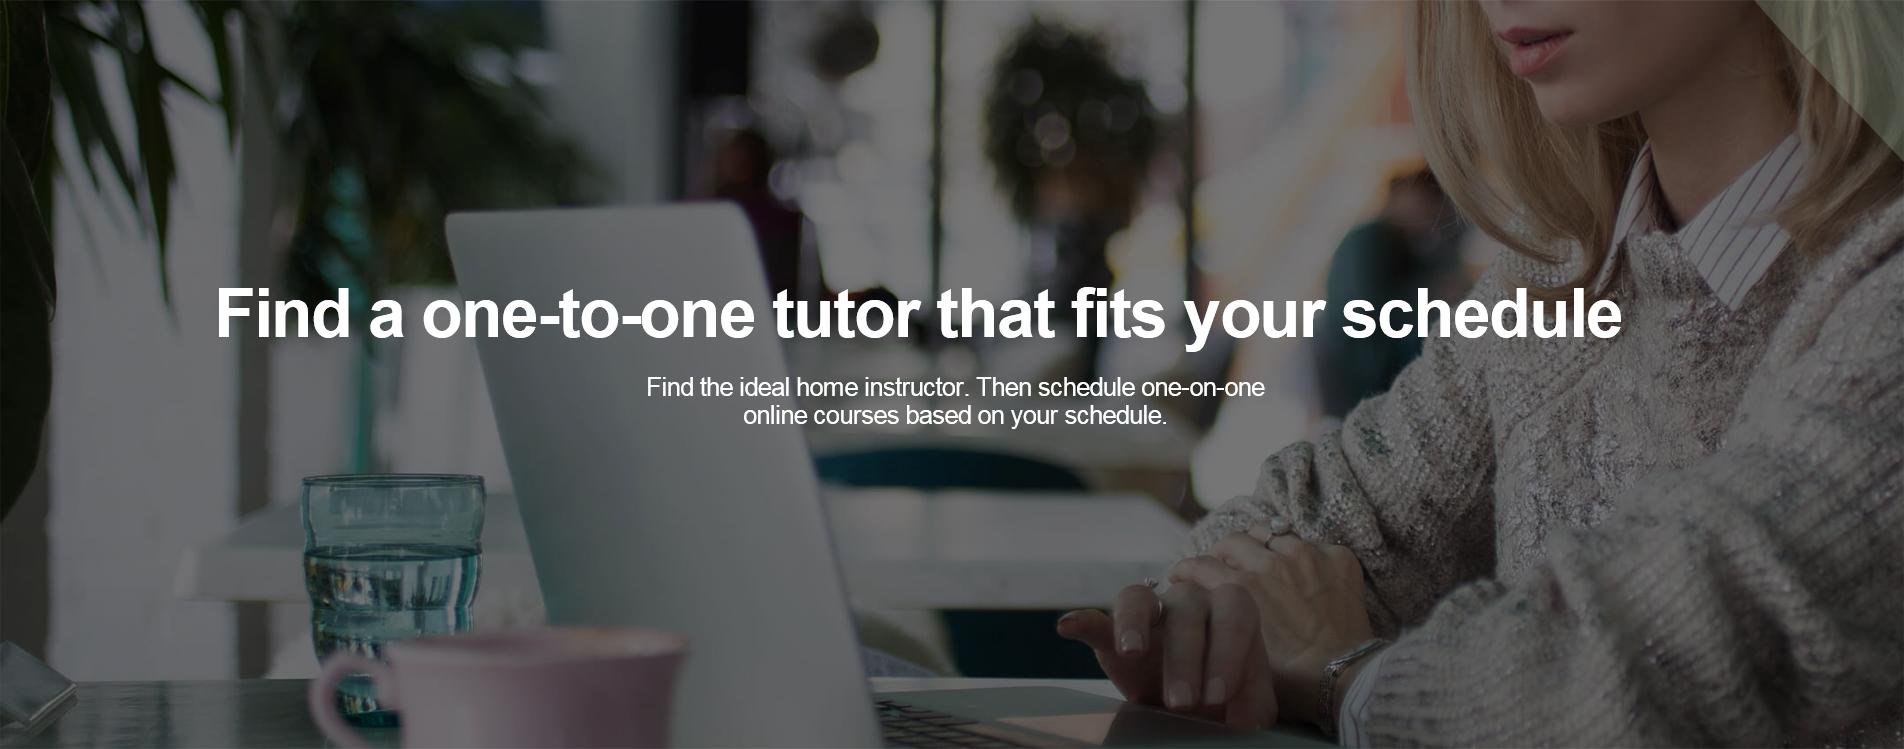 Find a one-to-one tutor that fits your schedule
Find the ideal home instructor. Then schedule one-on-one
online courses based on your schedule.